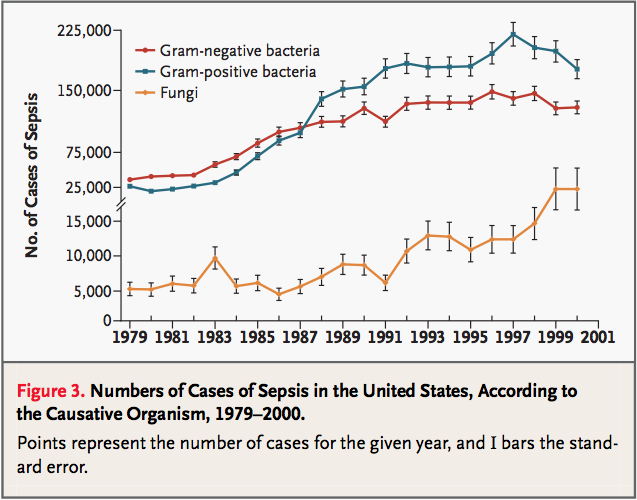 225,000
150,000
75,000
25,000
15,000
10,000
5,000
0
No. of Cases of Sepsis
Gram-negative bacteria
Gram-positive bacteria
Fungi
1979 1981 1983 1985 1987 1989 1991 1993 1995 1997 1999 2001
Figure 3. Numbers of Cases of Sepsis in the United States, According to
the Causative Organism, 1979–2000.
Points represent the number of cases for the given year, and I bars the stand-
ard error.